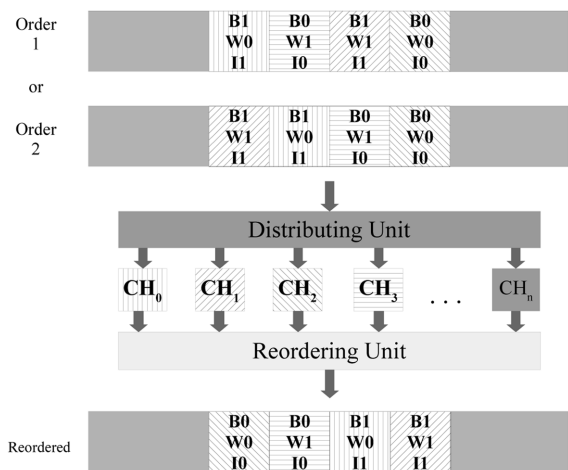 Order
1
B1 B0 B1 B0
W0 W1 W1 W0
I1 I0 I1 I0
or
Order
2
B1 B1 B0 B0
W1 W0 W1 W0
I1 I1 I0 I0
Distributing Unit
CH0 CH1 CH2 CH3 . . . CHn
Reordering Unit
Reordered
B0 B0 B1 B1
W0 W1 W0 W1
I0 I0 I1 I1